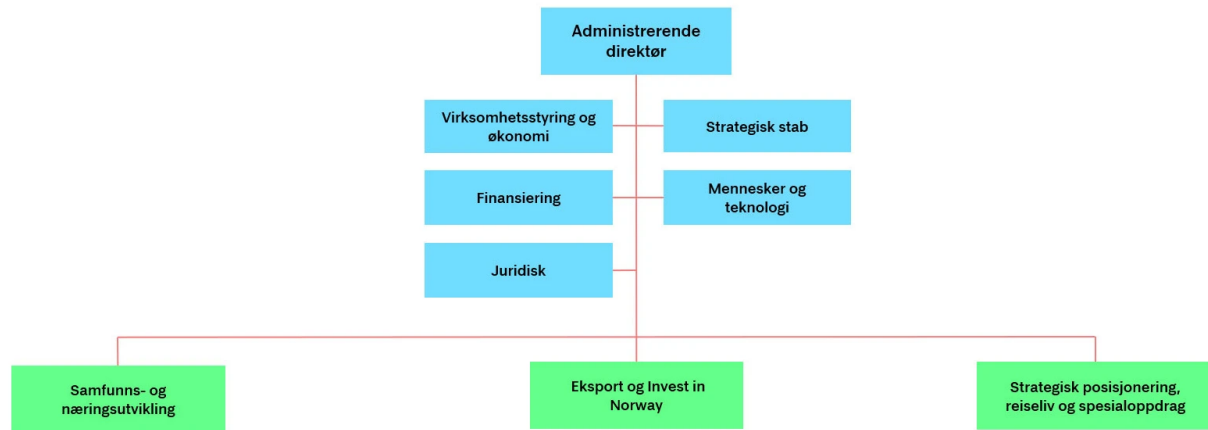 Administrerende
direktør
Virksomhetsstyring og
økonomi
Strategisk stab
Finansiering
Mennesker og
teknologi
Juridisk
Samfunns- og
næringsutvikling
Eksport og Invest in
Norway
Strategisk posisjonering,
reiseliv og spesialoppdrag